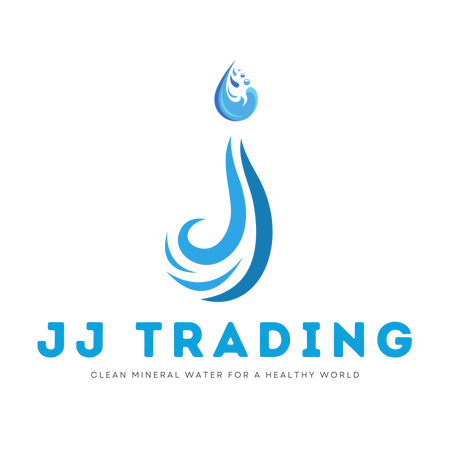 JJ TRADING
CLEAN MINERAL WATER FOR A HEALTHY WORLD